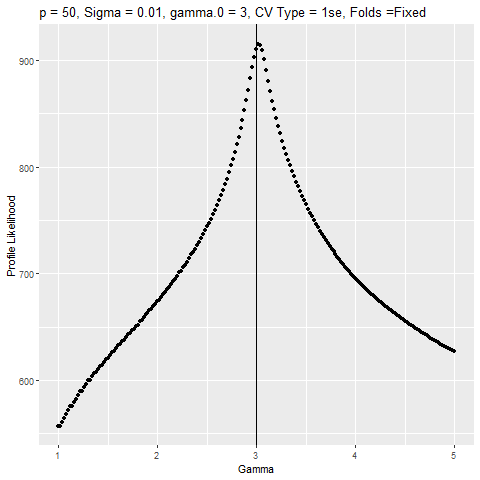 p = 50, Sigma = 0.01, gamma.0 = 3, CV Type = 1se, Folds =Fixed
Profile Likelihood
900
800
700
600
1 2 3 4 5
Gamma